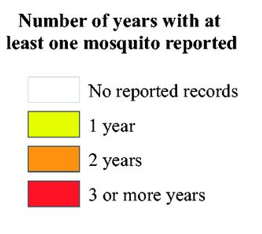 Number of years with at
least one mosquito reported
No reported records
1 year
2 years
3 or more years